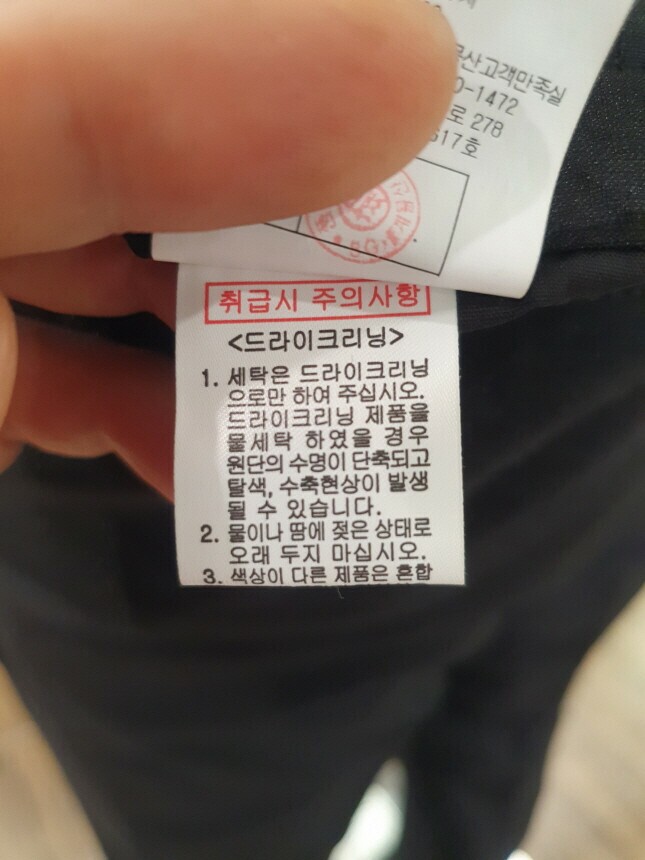 산고객만족실
0-1472
로 278
617호
취급시 주의사항
<드라이크리닝>
1. 세탁은 드라이크리닝
으로만 하여 주십시오.
드라이크리닝 제품을
물세탁 하였을 경우
원단의 수명이 단축되고
탈색, 수축현상이 발생
될 수 있습니다.
2. 물이나 땀에 젖은 상태로
오래 두지 마십시오.
3. 색상이 다른 제품은 혼합